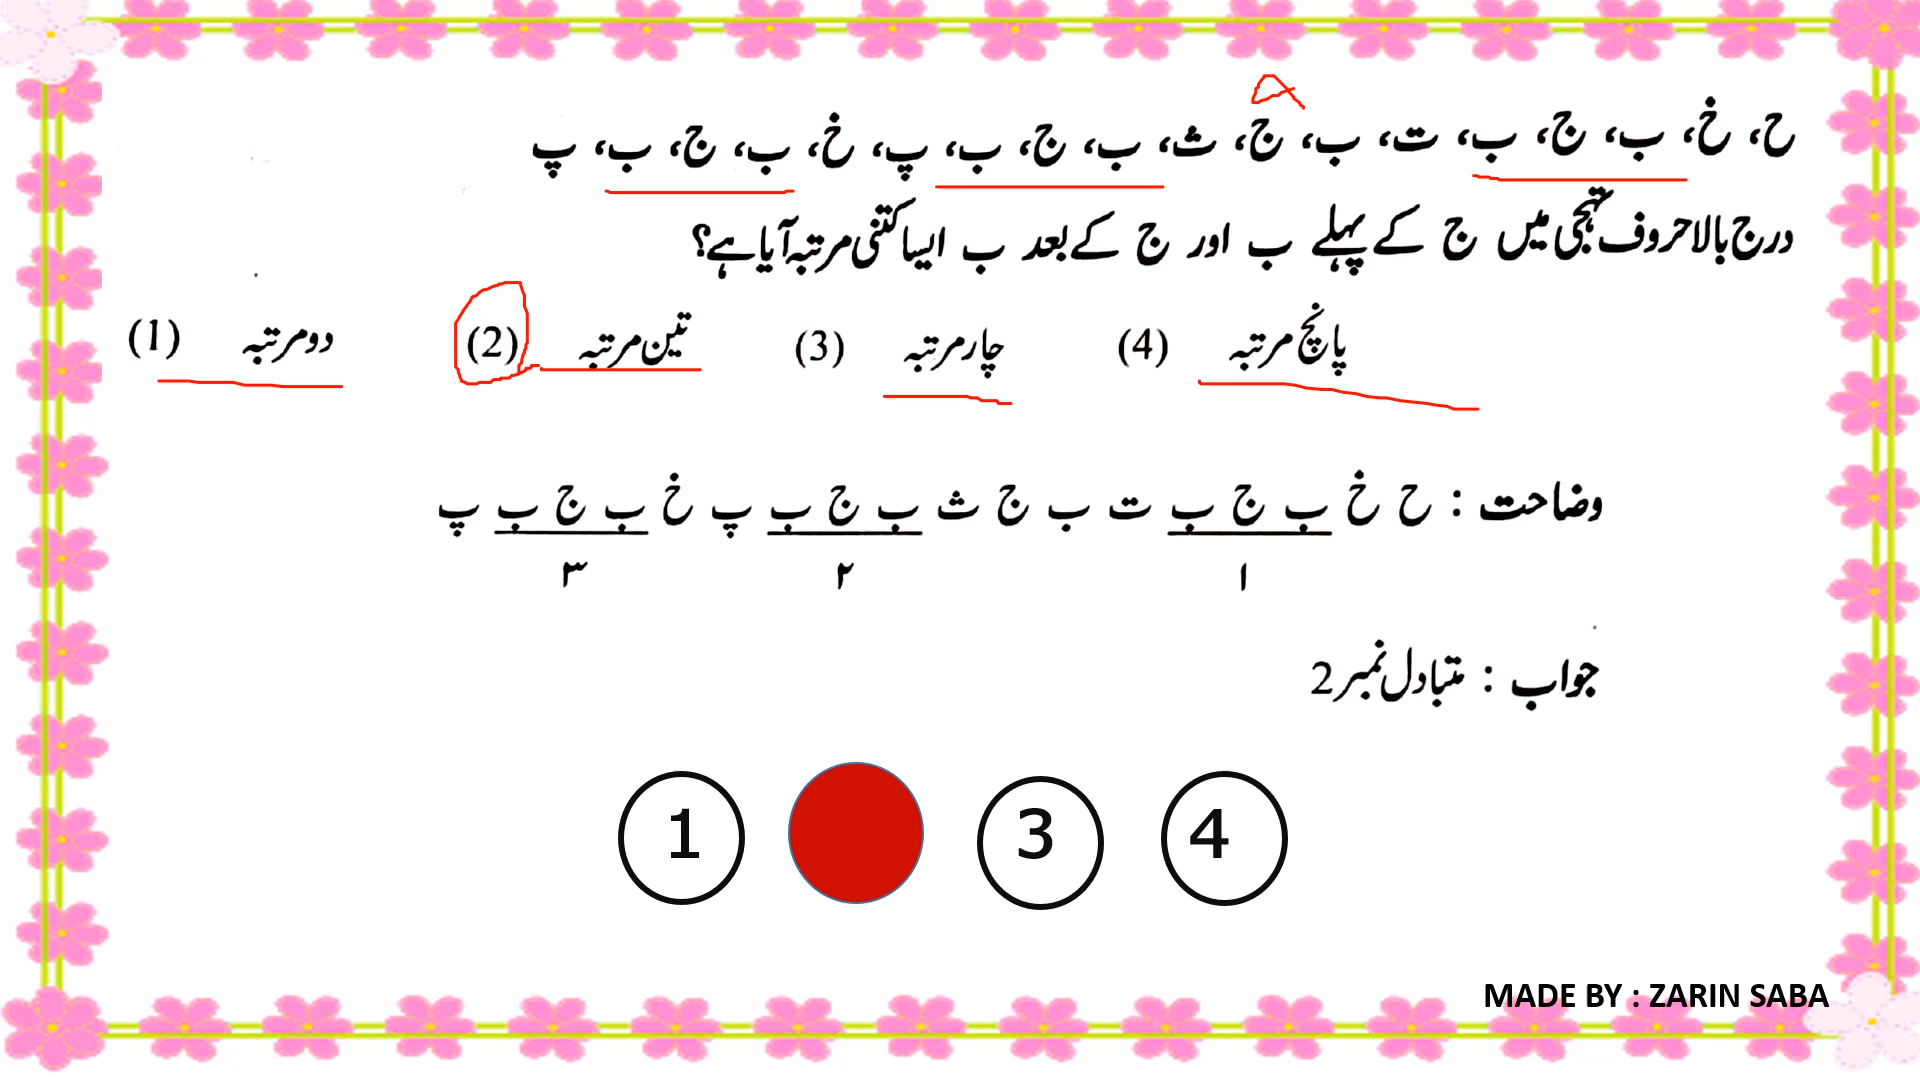 ح، خ، ب، ج، ب، ت، ب، ج، ث، ب، ج، ب، پ، خ، ب، ج، ب، پ
درج بالا حروف تہجی میں ج کے پہلے ب اور ج کے بعد ب ایسا کتنی مرتبہ آیا ہے؟
(1) دو مرتبہ (2) تین مرتبہ (3) چار مرتبہ (4) پانچ مرتبہ
وضاحت : ح خ ب ج ب ت ب ج ث ب ج ب پ خ ب ج ب پ
۱ ۲ ۳
جواب : متبادل نمبر 2
1 3 4
MADE BY : ZARIN SABA